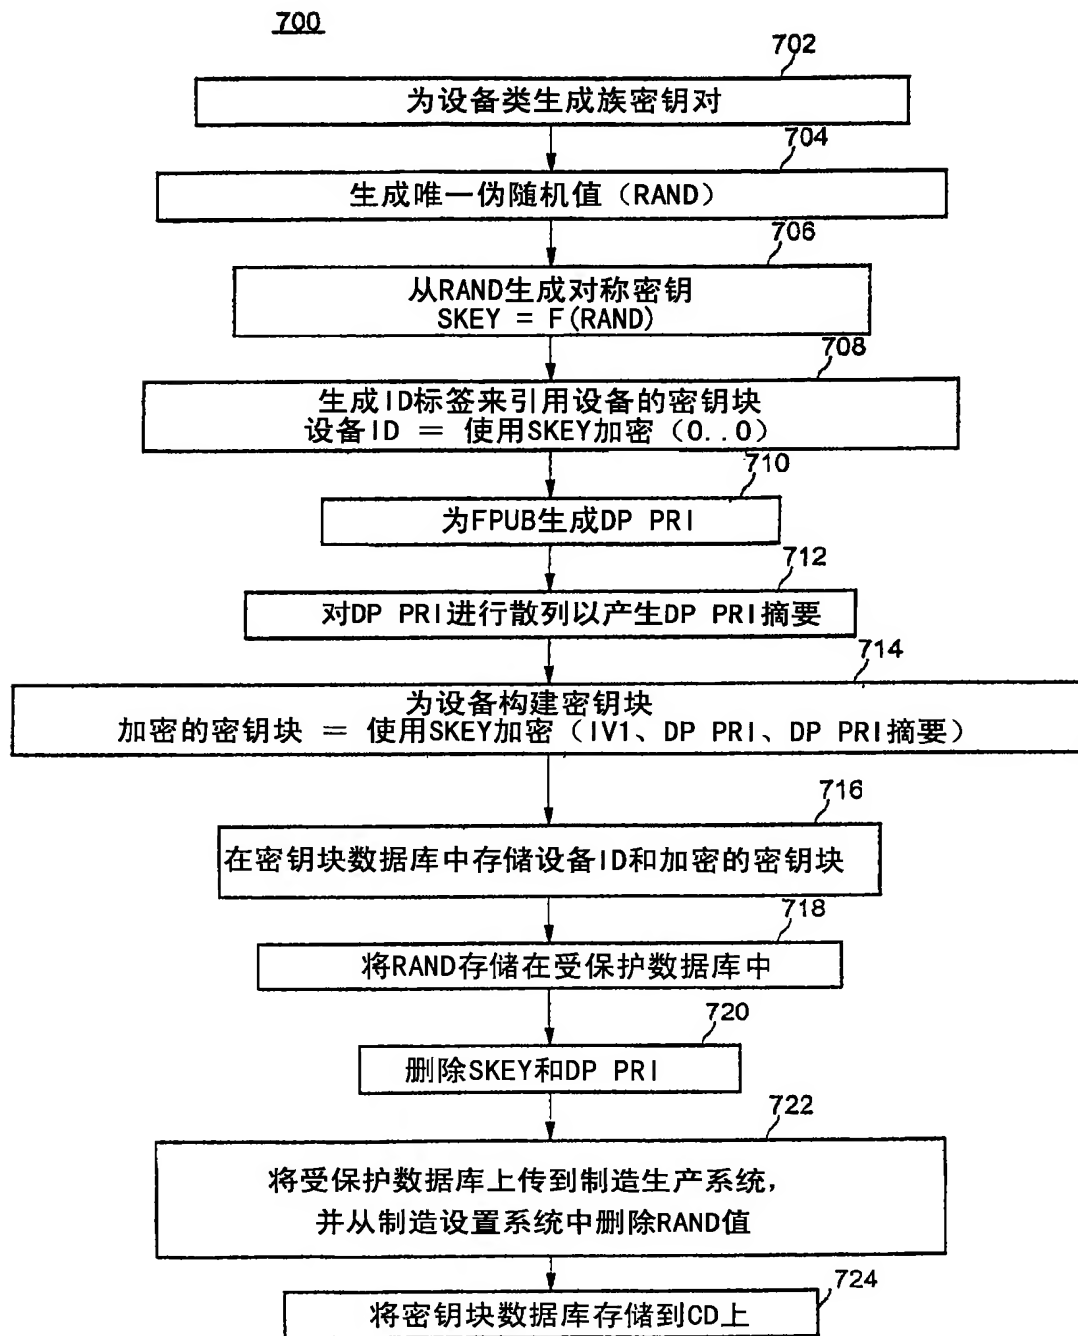 700
702
为设备类生成族密钥对
704
生成唯一伪随机值（RAND）
706
从RAND生成对称密钥
SKEY = F(RAND)
708
生成ID标签来引用设备的密钥块
设备ID = 使用SKEY加密（0..0）
710
为FPUB生成DP PRI
712
对DP PRI进行散列以产生DP PRI摘要
714
为设备构建密钥块
加密的密钥块 = 使用SKEY加密（IV1、DP PRI、DP PRI摘要）
716
在密钥块数据库中存储设备ID和加密的密钥块
718
将RAND存储在受保护数据库中
720
删除SKEY和DP PRI
722
将受保护数据库上传到制造生产系统，
并从制造设置系统中删除RAND值
724
将密钥块数据库存储到CD上